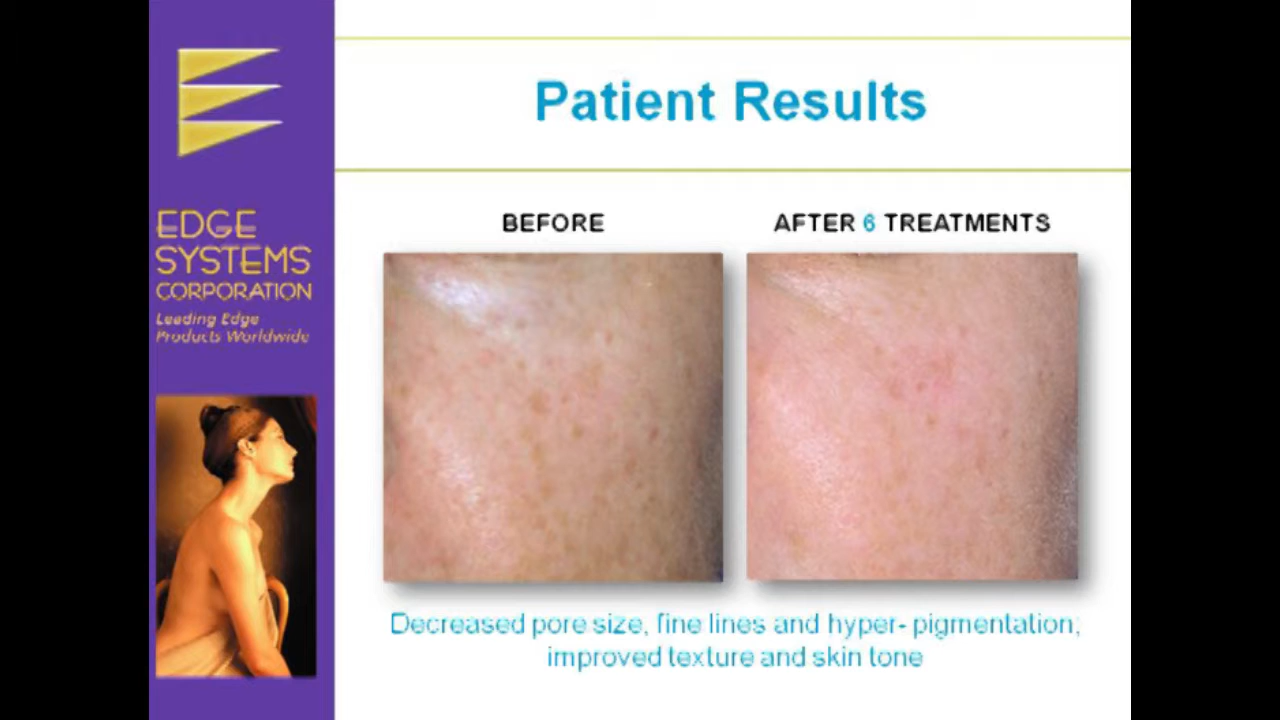 Patient Results
EDGE
SYSTEMS
CORPORATION
Leading Edge
Products Worldwide
BEFORE
AFTER 6 TREATMENTS
Decreased pore size, fine lines and hyper- pigmentation;
improved texture and skin tone